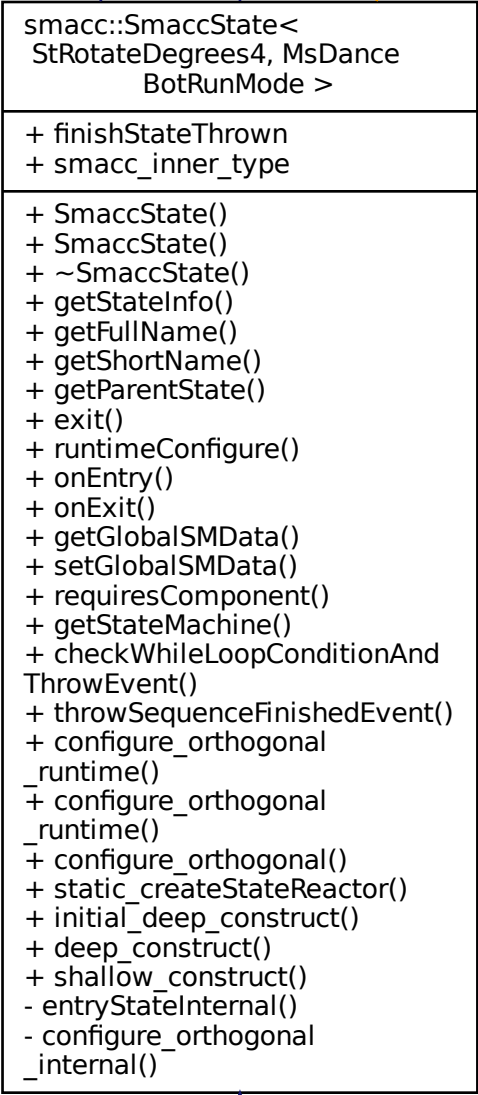 smacc::SmaccState<
StRotateDegrees4, MsDance
BotRunMode >
+ finishStateThrown
+ smacc_inner_type
+ SmaccState()
+ SmaccState()
+ ~SmaccState()
+ getStateInfo()
+ getFullName()
+ getShortName()
+ getParentState()
+ exit()
+ runtimeConfigure()
+ onEntry()
+ onExit()
+ getGlobalSMData()
+ setGlobalSMData()
+ requiresComponent()
+ getStateMachine()
+ checkWhileLoopConditionAnd
ThrowEvent()
+ throwSequenceFinishedEvent()
+ configure_orthogonal
_runtime()
+ configure_orthogonal
_runtime()
+ configure_orthogonal()
+ static_createStateReactor()
+ initial_deep_construct()
+ deep_construct()
+ shallow_construct()
- entryStateInternal()
- configure_orthogonal
_internal()